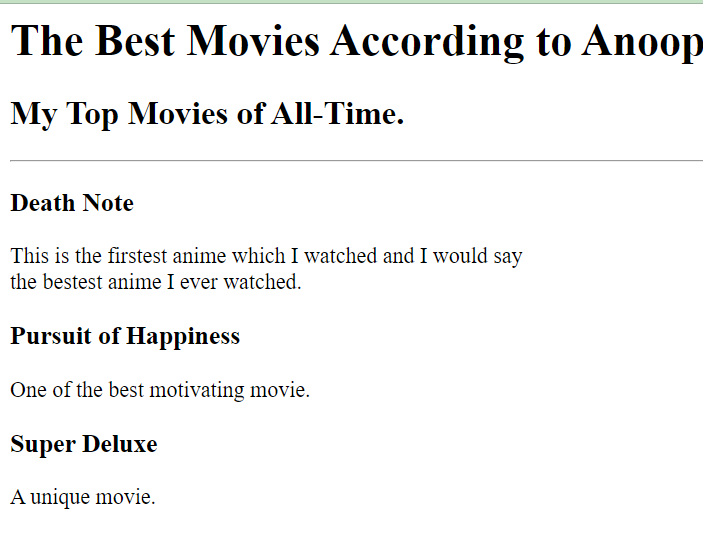 The Best Movies According to Anoop
My Top Movies of All-Time.
Death Note
This is the firstest anime which I watched and I would say
the bestest anime I ever watched.
Pursuit of Happiness
One of the best motivating movie.
Super Deluxe
A unique movie.